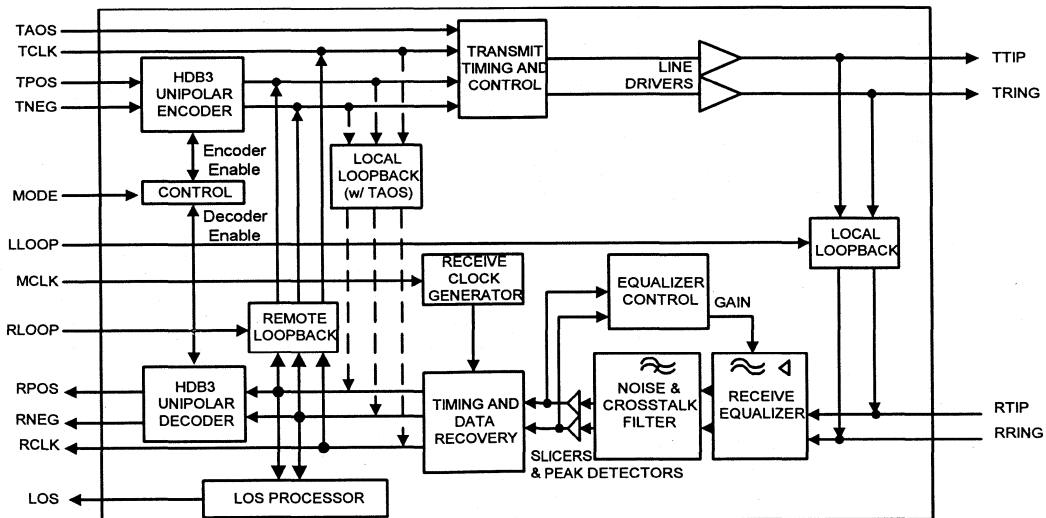 TAOS
TCLK
TPOS
TNEG
HDB3
UNIPOLAR
ENCODER
TRANSMIT
TIMING AND
CONTROL
LINE
DRIVERS
TTIP
TRING
Encoder
Enable
LOCAL
LOOPBACK
(w/ TAOS)
MODE
CONTROL
Decoder
Enable
LLOOP
LOCAL
LOOPBACK
MCLK
RECEIVE
CLOCK
GENERATOR
EQUALIZER
CONTROL
GAIN
RLOOP
REMOTE
LOOPBACK
RPOS
RNEG
RCLK
HDB3
UNIPOLAR
DECODER
TIMING AND
DATA
RECOVERY
NOISE &
CROSSTALK
FILTER
RECEIVE
EQUALIZER
RTIP
RRING
SLICERS
& PEAK DETECTORS
LOS
LOS PROCESSOR